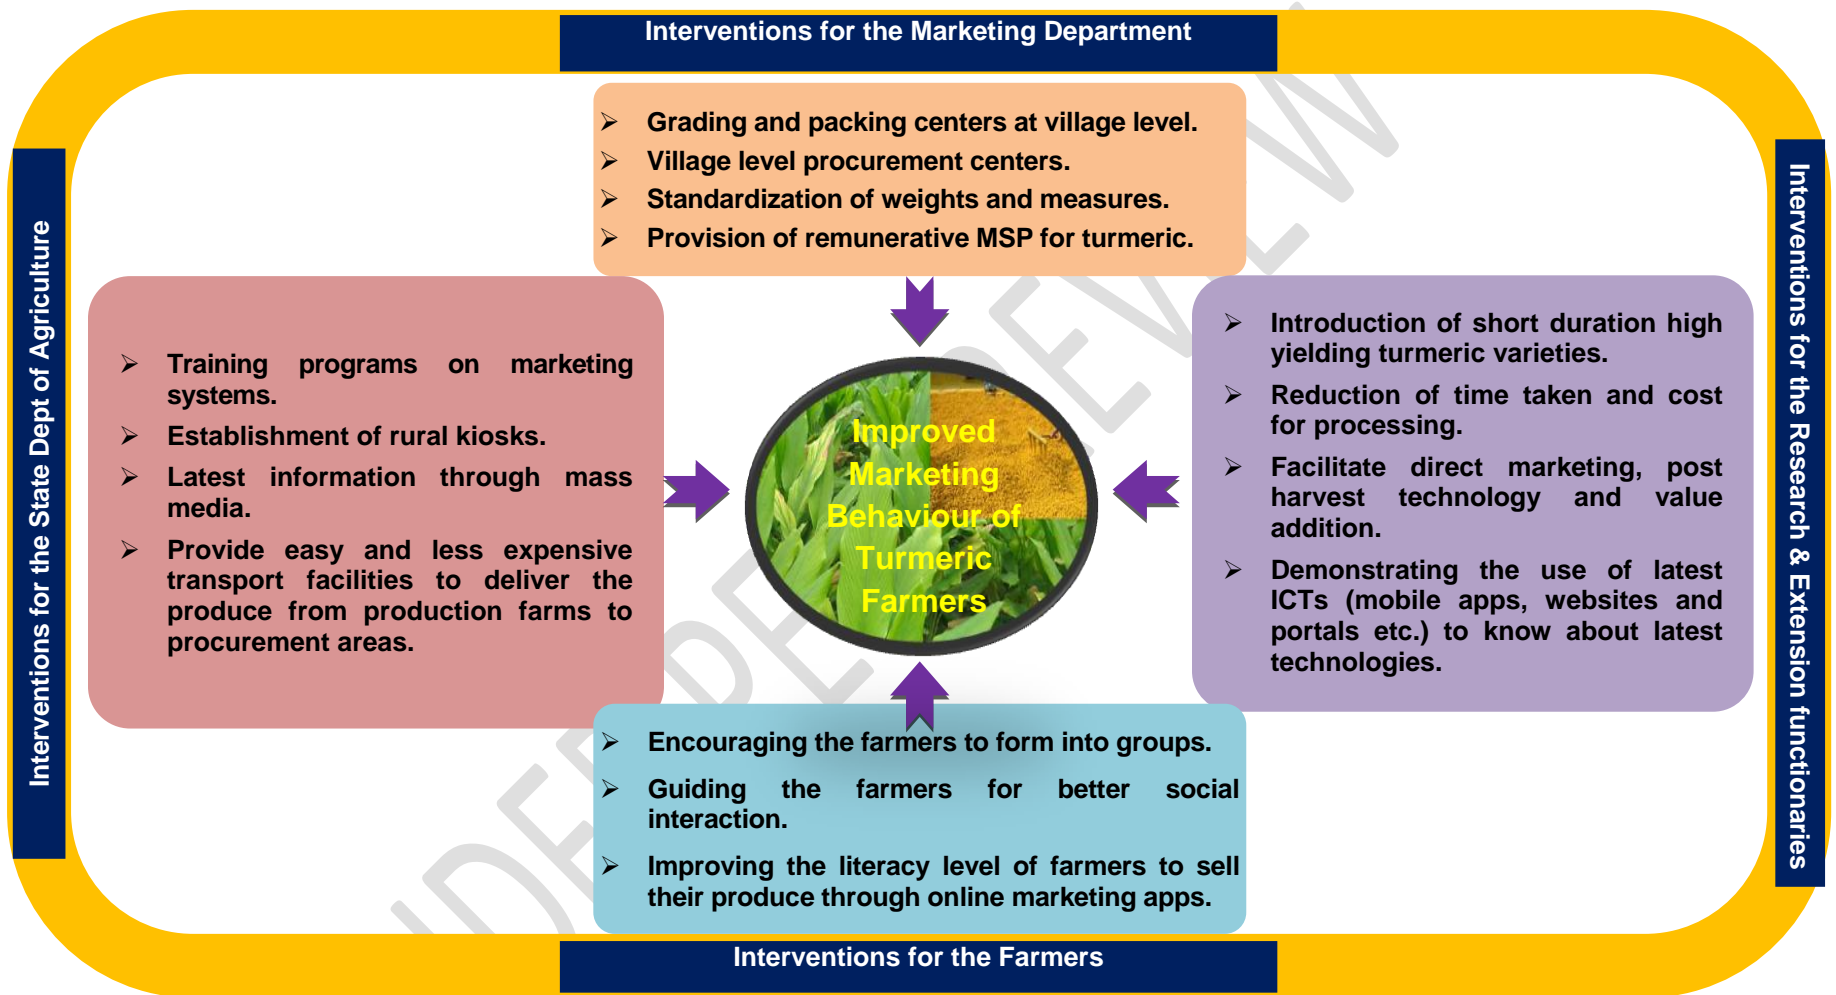 Interventions for the Marketing Department
➢ Grading and packing centers at village level.
➢ Village level procurement centers.
➢ Standardization of weights and measures.
➢ Provision of remunerative MSP for turmeric.
Interventions for the State Dept of Agriculture
➢ Training programs on marketing
systems.
➢ Establishment of rural kiosks.
➢ Latest information through mass
media.
➢ Provide easy and less expensive
transport facilities to deliver the
produce from production farms to
procurement areas.
Improved
Marketing
Behaviour of
Turmeric
Farmers
➢ Introduction of short duration high
yielding turmeric varieties.
➢ Reduction of time taken and cost
for processing.
➢ Facilitate direct marketing, post
harvest technology and value
addition.
➢ Demonstrating the use of latest
ICTs (mobile apps, websites and
portals etc.) to know about latest
technologies.
Interventions for the Research & Extension functionaries
➢ Encouraging the farmers to form into groups.
➢ Guiding the farmers for better social
interaction.
➢ Improving the literacy level of farmers to sell
their produce through online marketing apps.
Interventions for the Farmers